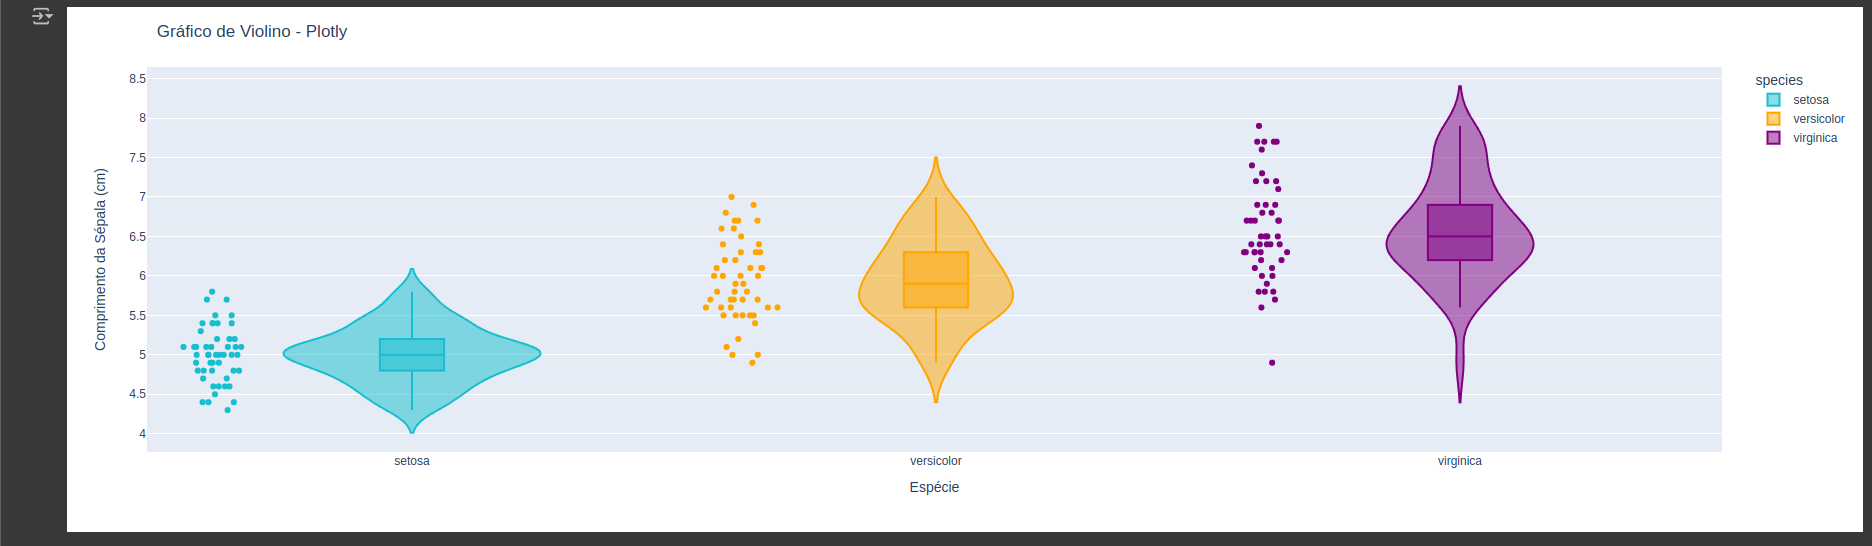 Gráfico de Violino - Plotly
8.5
8
7.5
7
6.5
6
5.5
5
4.5
4
Comprimento da Sépala (cm)
setosa
versicolor
virginica
Espécie
species
setosa
versicolor
virginica